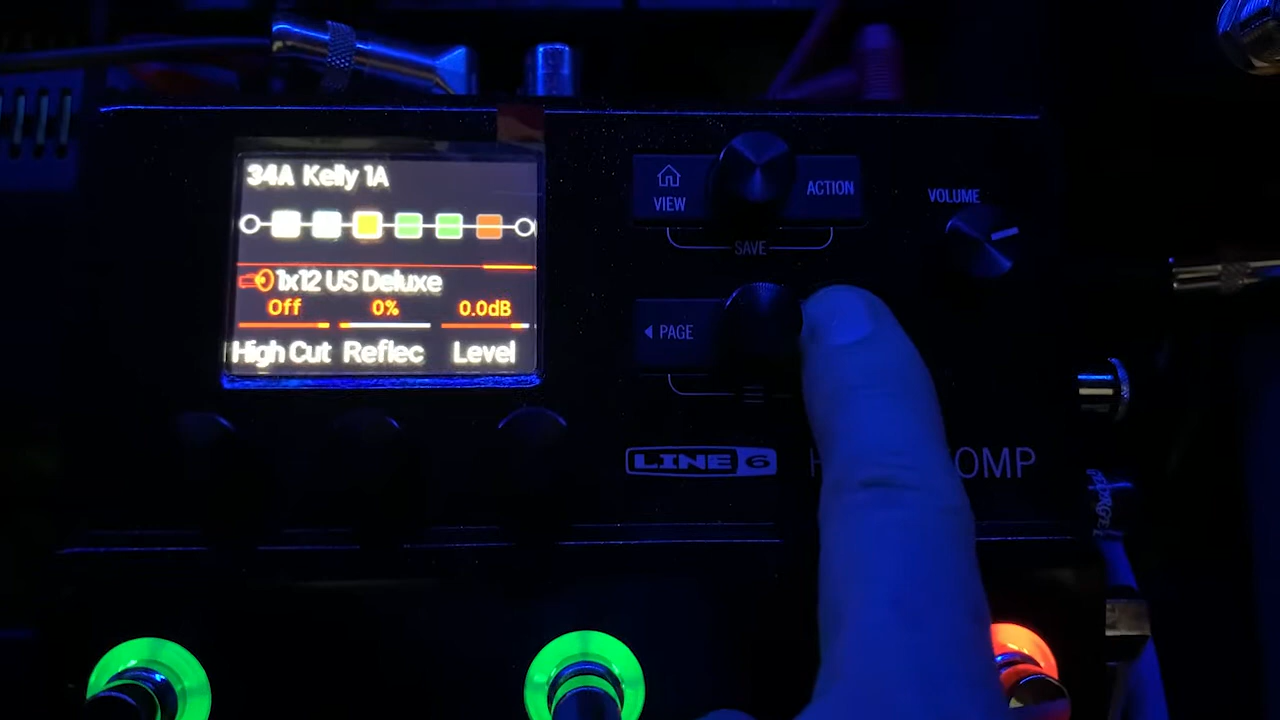 34A Kelly 1A
1x12 US Deluxe
Off 0% 0.0dB
High Cut Reflec Level
VIEW
ACTION
SAVE
VOLUME
PAGE
LINE 6
OMP
GEORGE L